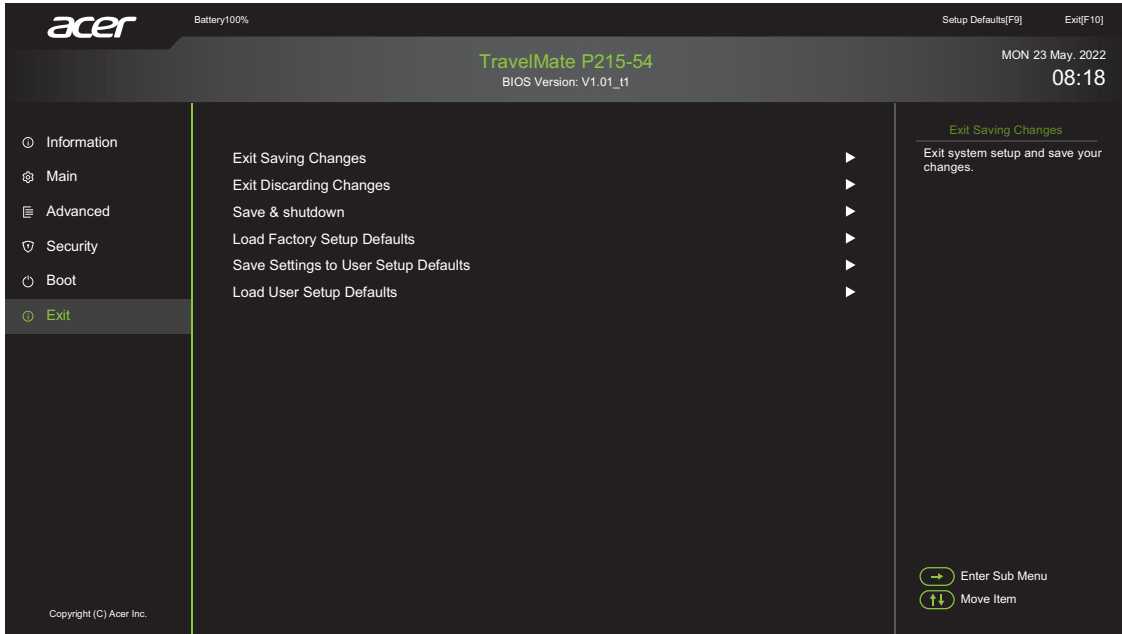 acer
Battery100%
Setup Defaults[F9]
Exit[F10]
TravelMate P215-54
BIOS Version: V1.01_t1
MON 23 May. 2022
08:18
Information
Main
Advanced
Security
Boot
Exit
Exit Saving Changes
Exit Discarding Changes
Save & shutdown
Load Factory Setup Defaults
Save Settings to User Setup Defaults
Load User Setup Defaults
Exit Saving Changes
Exit system setup and save your
changes.
Enter Sub Menu
Move Item
Copyright (C) Acer Inc.